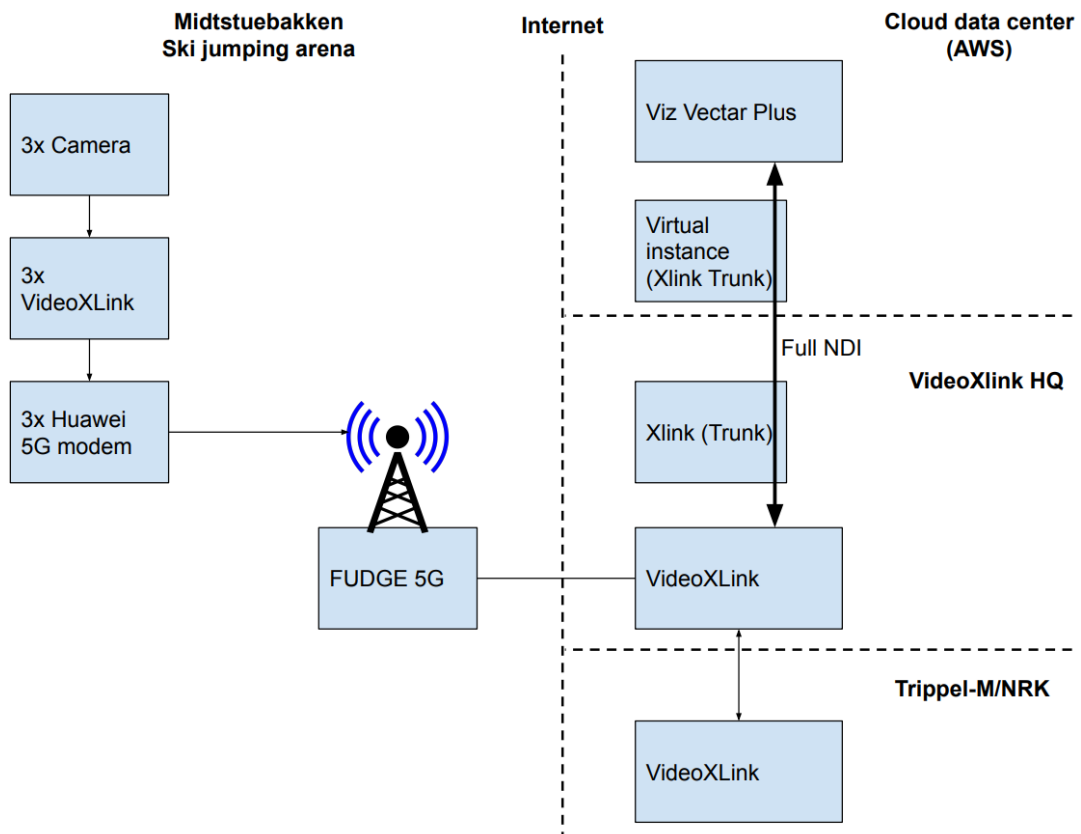 Midtstuebakken
Ski jumping arena
Internet
Cloud data center
(AWS)
3x Camera
3x
VideoXLink
3x Huawei
5G modem
FUDGE 5G
Viz Vectar Plus
Virtual
instance
(Xlink Trunk)
Full NDI
VideoXlink HQ
Xlink (Trunk)
VideoXLink
Trippel-M/NRK
VideoXLink